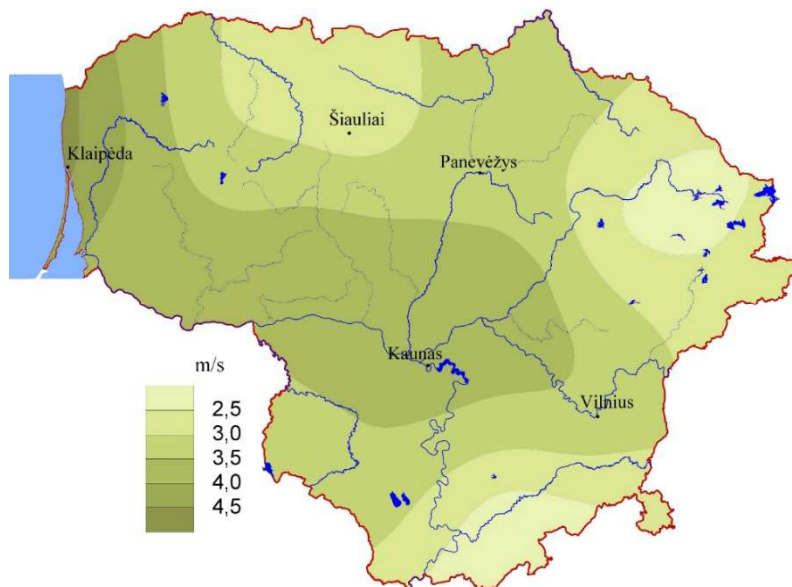 Šiauliai
Klaipėda
Panevėžys
Kaunas
m/s
2,5
3,0
3,5
4,0
4,5
Vilnius